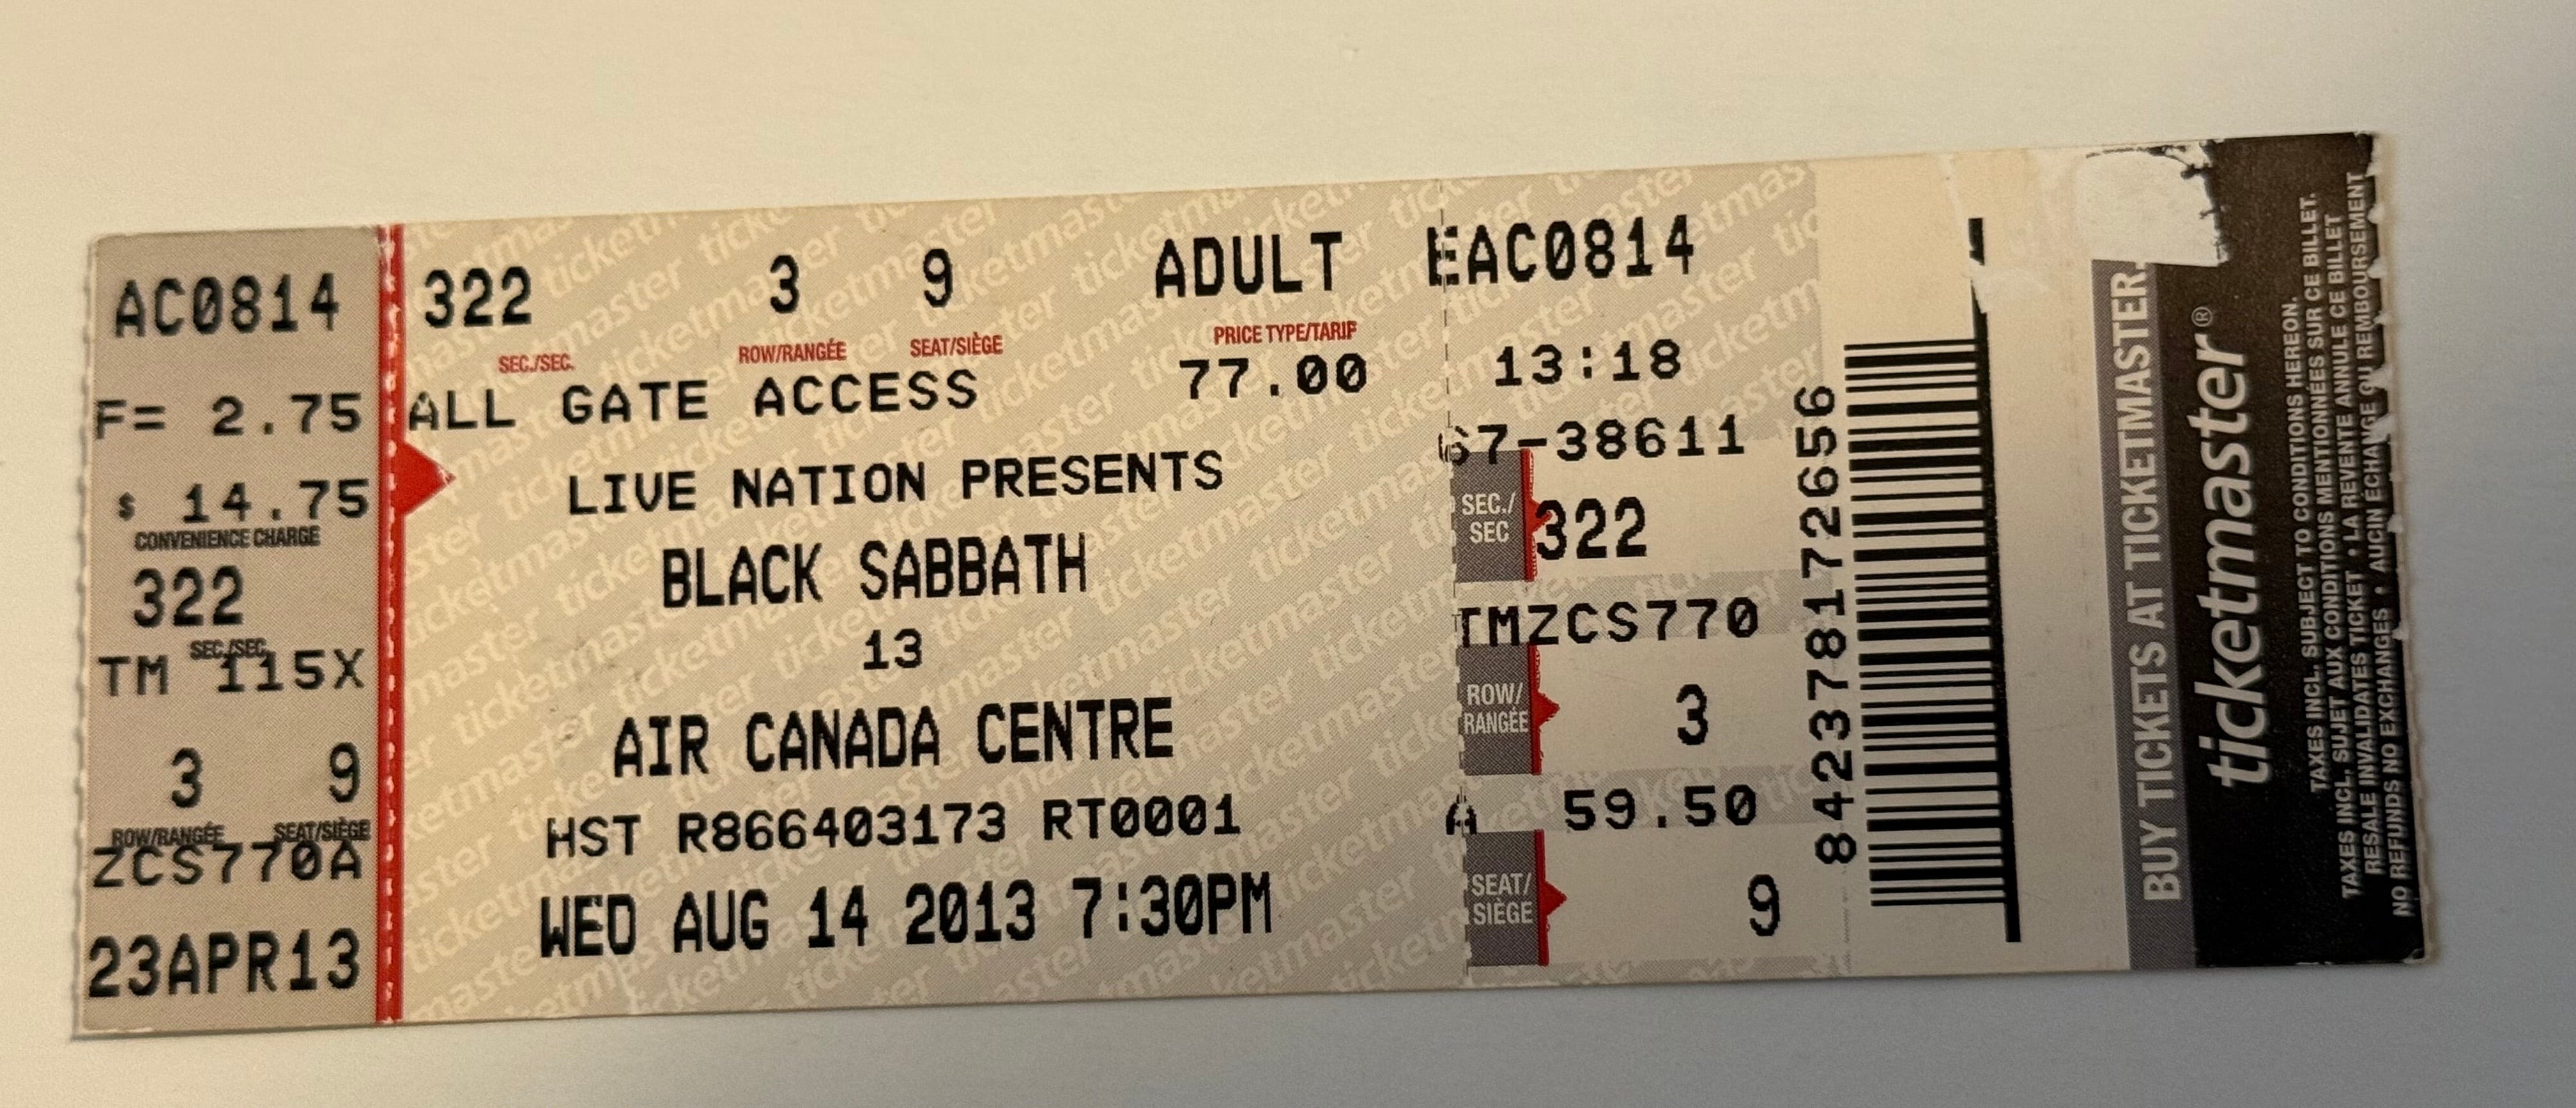 AC0814
F= 2.75
$ 14.75
CONVENIENCE CHARGE
322
SEC./SEC.
TM 115X
3 9
ROW/RANGÉE SEAT/SIÈGE
ZCS770A
23APR13
322 3 9 ADULT
SEC./SEC. ROW/RANGÉE SEAT/SIÈGE PRICE TYPE/TARIF
ALL GATE ACCESS 77.00
LIVE NATION PRESENTS
BLACK SABBATH
13
AIR CANADA CENTRE
HST R866403173 RT0001
WED AUG 14 2013 7:30PM
EAC0814
13:18
67-38611
SEC./
SEC
322
TMZCS770
ROW/
RANGÉE
3
A 59.50
SEAT/
SIÈGE
9
842378172656
BUY TICKETS AT TICKETMASTER.
ticketmaster®
TAXES INCL. SUBJECT TO CONDITIONS HEREON.
TAXES INCL. SUJET AUX CONDITIONS MENTIONNÉES SUR CE BILLET.
RESALE INVALIDATES TICKET • LA REVENTE ANNULE CE BILLET
NO REFUNDS NO EXCHANGES • AUCUN ÉCHANGE OU REMBOURSEMENT